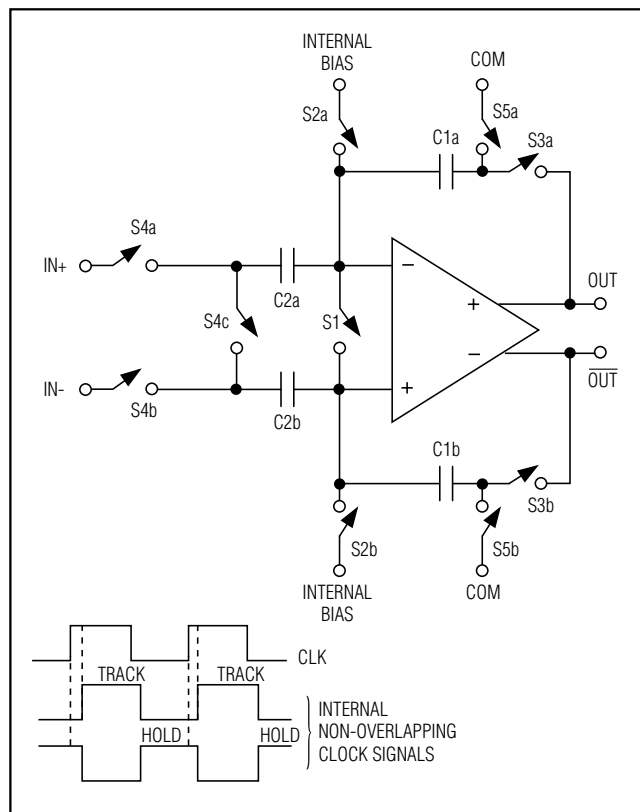 INTERNAL
BIAS
COM
S2a
S5a
C1a
S3a
S4a
IN+
−
OUT
C2a
+
S4c
S1
−
IN-
+
OUT
S4b
C2b
C1b
S3b
S2b
S5b
INTERNAL
BIAS
COM
CLK
TRACK TRACK
HOLD HOLD
INTERNAL
NON-OVERLAPPING
CLOCK SIGNALS